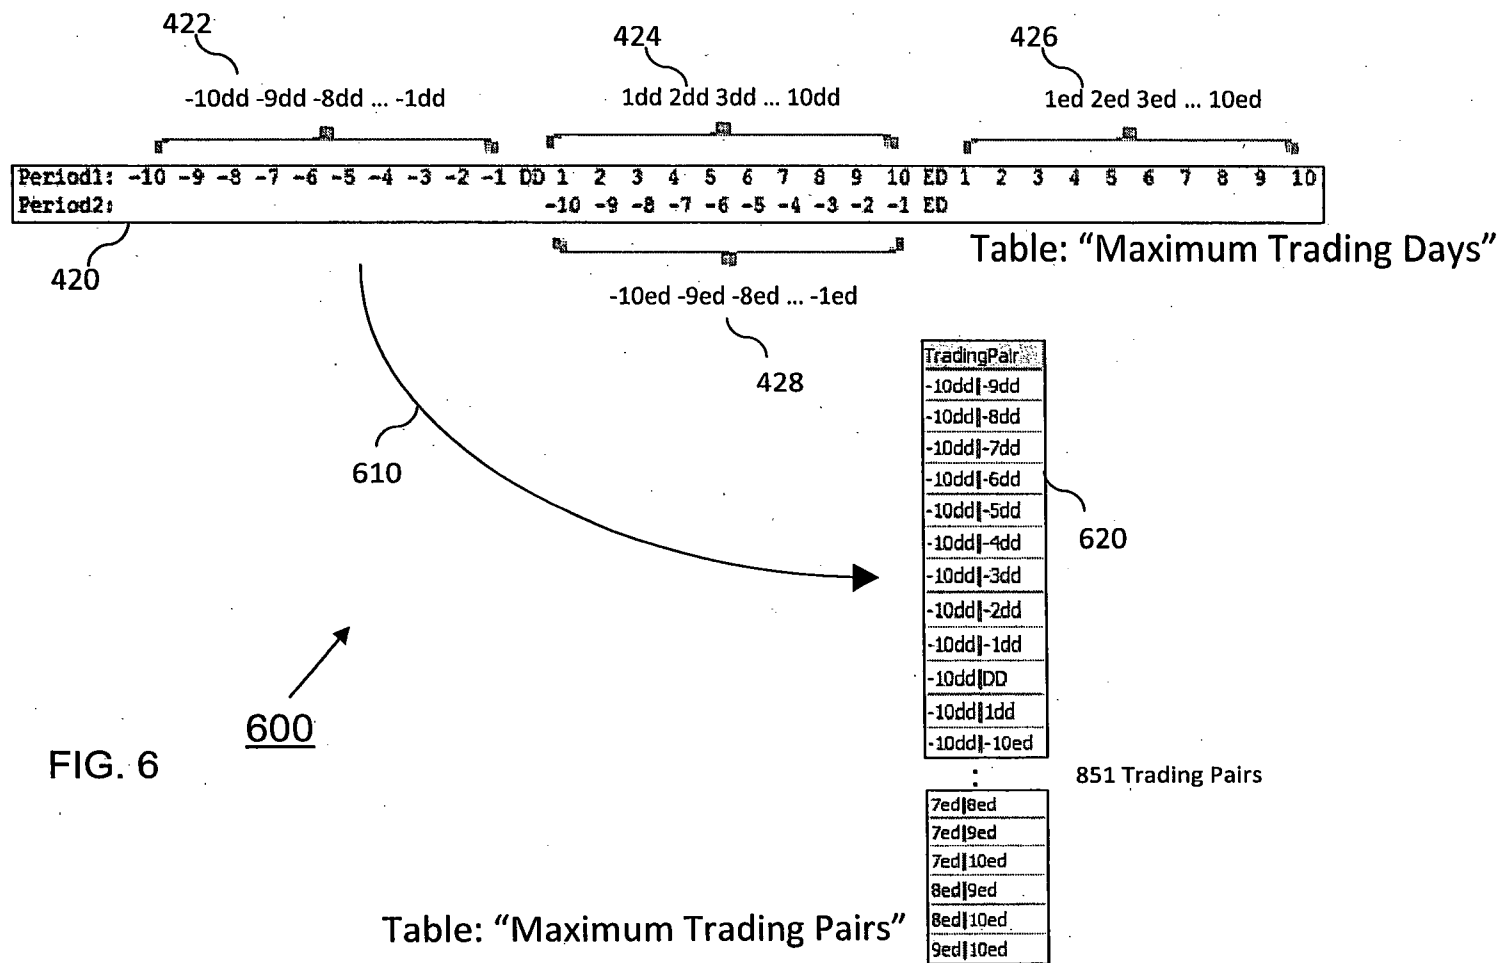 422
424
426
-10dd -9dd -8dd ... -1dd
1dd 2dd 3dd ... 10dd
1ed 2ed 3ed ... 10ed
Period1: -10 -9 -8 -7 -6 -5 -4 -3 -2 -1 DD 1 2 3 4 5 6 7 8 9 10 ED 1 2 3 4 5 6 7 8 9 10
Period2: -10 -9 -8 -7 -6 -5 -4 -3 -2 -1 ED
420
Table: “Maximum Trading Days”
-10ed -9ed -8ed ... -1ed
428
TradingPair
-10dd|-9dd
-10dd|-8dd
-10dd|-7dd
-10dd|-6dd
-10dd|-5dd
-10dd|-4dd
-10dd|-3dd
-10dd|-2dd
-10dd|-1dd
-10dd|DD
-10dd|1dd
-10dd|-10ed
610
620
600
FIG. 6
:
851 Trading Pairs
7ed|8ed
7ed|9ed
7ed|10ed
8ed|9ed
8ed|10ed
9ed|10ed
Table: “Maximum Trading Pairs”